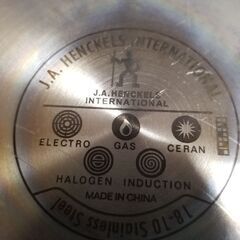 J.A. HENCKELS INTERNATIONAL
J.A.HENCKELS
INTERNATIONAL
ELECTRO GAS CERAN
HALOGEN INDUCTION
MADE IN CHINA
18-10 Stainless Steel